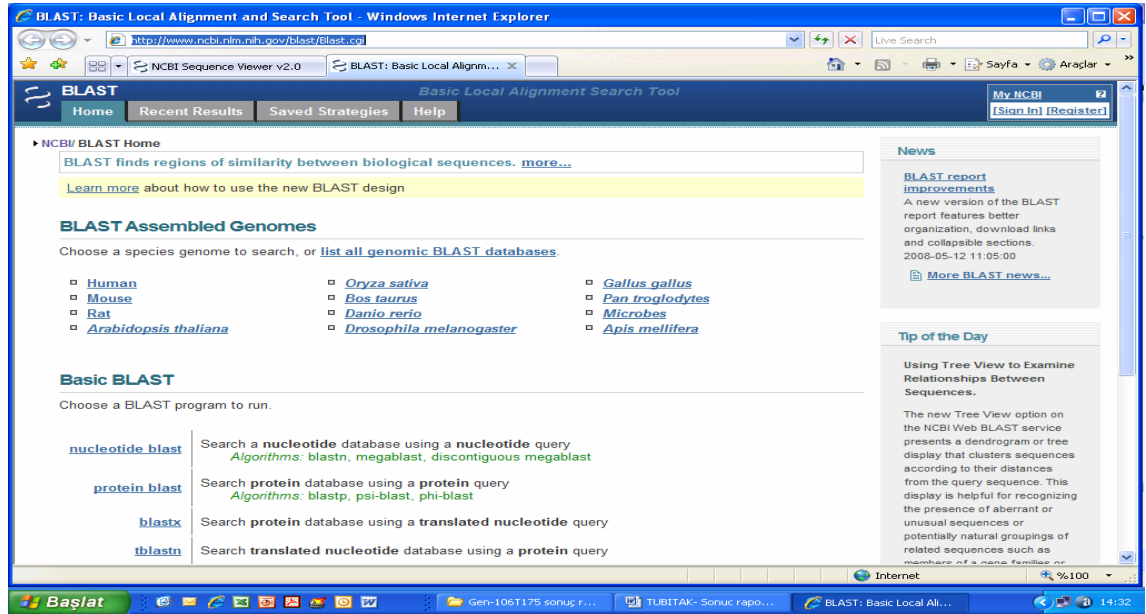 BLAST: Basic Local Alignment and Search Tool - Windows Internet Explorer
http://www.ncbi.nlm.nih.gov/blast/Blast.cgi
Live Search
NCBI Sequence Viewer v2.0
BLAST: Basic Local Alignm...
Sayfa
Araçlar
BLAST
Basic Local Alignment Search Tool
My NCBI
[Sign In] [Register]
Home Recent Results Saved Strategies Help
NCBI/ BLAST Home
BLAST finds regions of similarity between biological sequences. more...
Learn more about how to use the new BLAST design
BLAST Assembled Genomes
Choose a species genome to search, or list all genomic BLAST databases.
Human
Mouse
Rat
Arabidopsis thaliana
Oryza sativa
Bos taurus
Danio rerio
Drosophila melanogaster
Gallus gallus
Pan troglodytes
Microbes
Apis mellifera
Basic BLAST
Choose a BLAST program to run.
nucleotide blast
Search a nucleotide database using a nucleotide query
Algorithms: blastn, megablast, discontiguous megablast
protein blast
Search protein database using a protein query
Algorithms: blastp, psi-blast, phi-blast
blastx
Search protein database using a translated nucleotide query
tblastn
Search translated nucleotide database using a protein query
News
BLAST report
improvements
A new version of the BLAST
report features better
organization, download links
and collapsible sections.
2008-05-12 11:05:00
More BLAST news...
Tip of the Day
Using Tree View to Examine
Relationships Between
Sequences.
The new Tree View option on
the NCBI Web BLAST service
presents a dendrogram or tree
display that clusters sequences
according to their distances
from the query sequence. This
display is helpful for recognizing
the presence of aberrant or
unusual sequences or
potentially natural groupings of
related sequences such as
members of a gene families or
Internet
%100
Başlat
Gen-106T175 sonuç r...
TUBITAK- Sonuc rapo...
BLAST: Basic Local Ali...
14:32